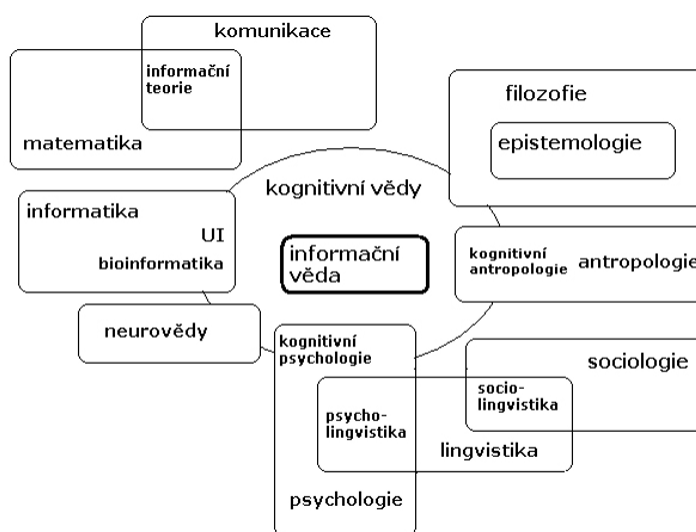 komunikace
informační
teorie
matematika
filozofie
epistemologie
kognitivní vědy
informatika
UI
bioinformatika
informační
věda
kognitivní
antropologie
antropologie
neurovědy
kognitivní
psychologie
sociologie
socio-
lingvistika
psycho-
lingvistika
lingvistika
psychologie